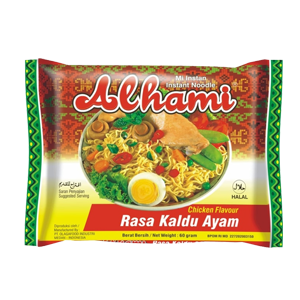 Mi Instan
Instant Noodle
Alhami
Saran Penyajian
Suggested Serving
HALAL
Chicken Flavour
Rasa Kaldu Ayam
Berat Bersih / Net Weight : 60 gram